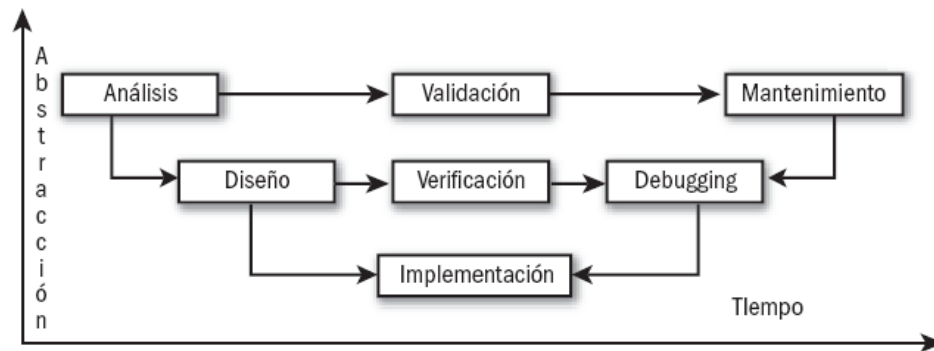 Abstracción
Análisis
Validación
Mantenimiento
Diseño
Verificación
Debugging
Implementación
TIempo